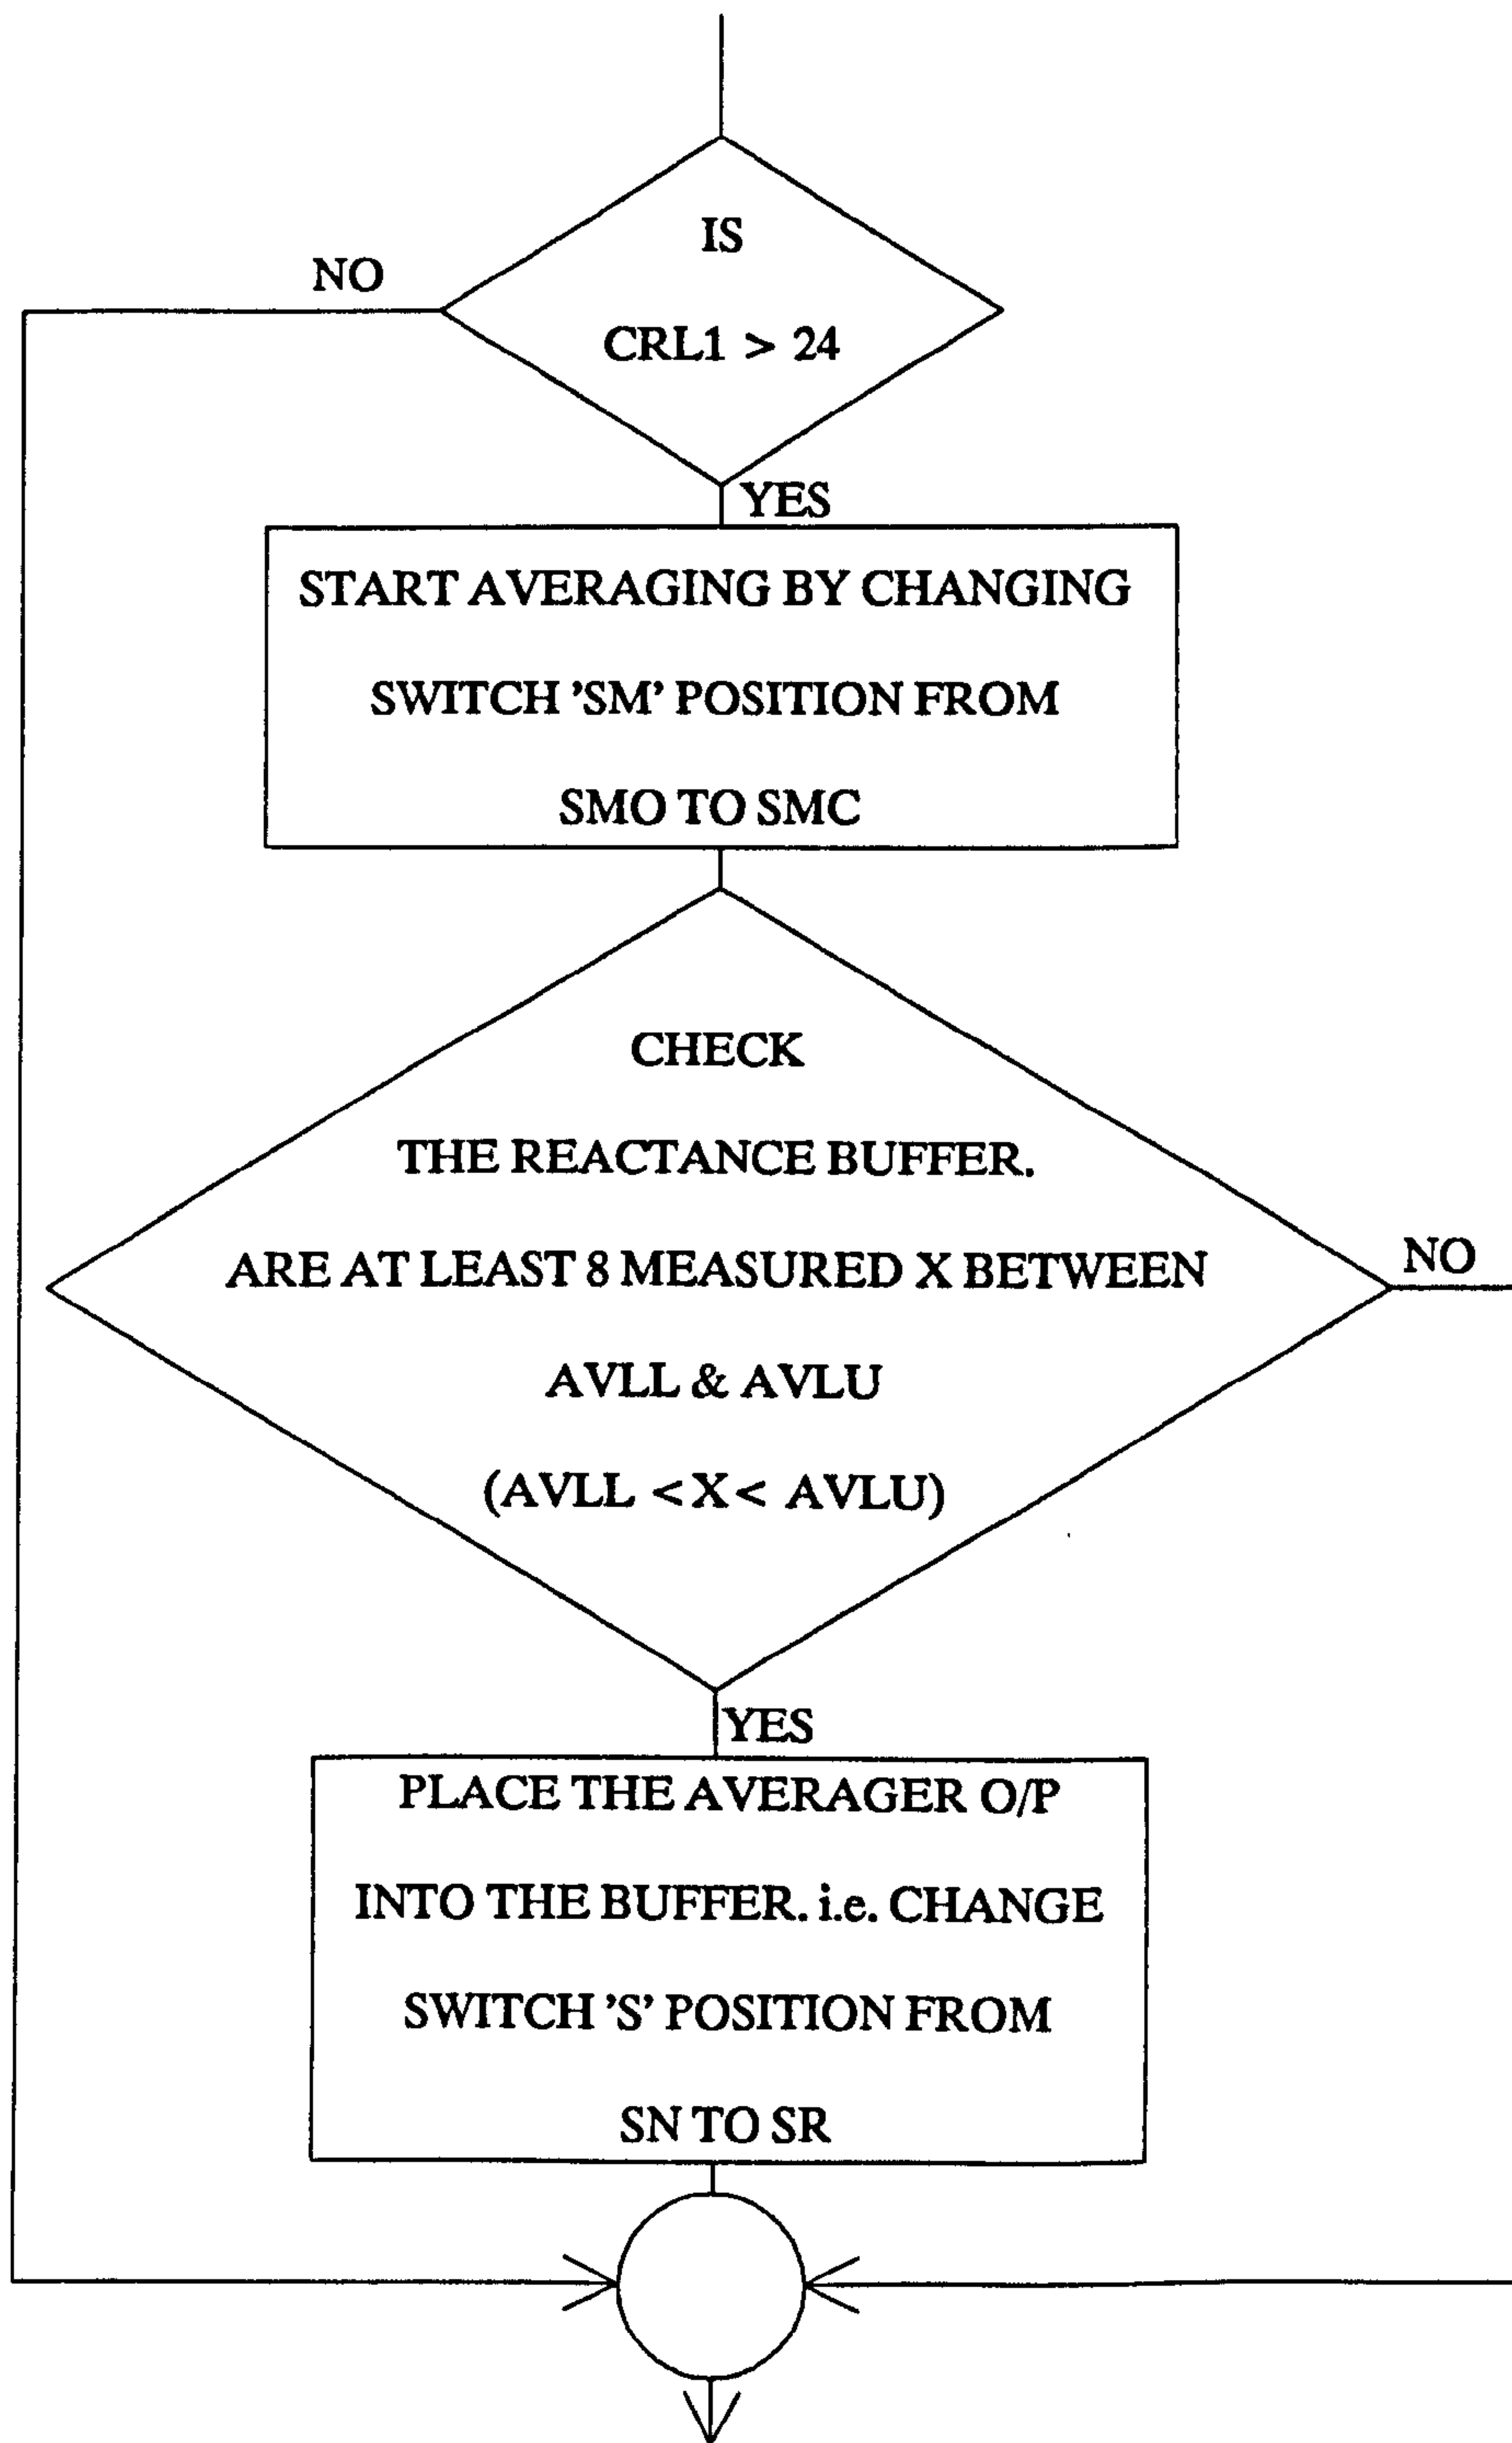 IS
NO
CRL1 > 24
YES
START AVERAGING BY CHANGING
SWITCH 'SM' POSITION FROM
SMO TO SMC
CHECK
THE REACTANCE BUFFER.
ARE AT LEAST 8 MEASURED X BETWEEN
NO
AVLL & AVLU
(AVLL < X < AVLU)
YES
PLACE THE AVERAGER O/P
INTO THE BUFFER. i.e. CHANGE
SWITCH 'S' POSITION FROM
SN TO SR